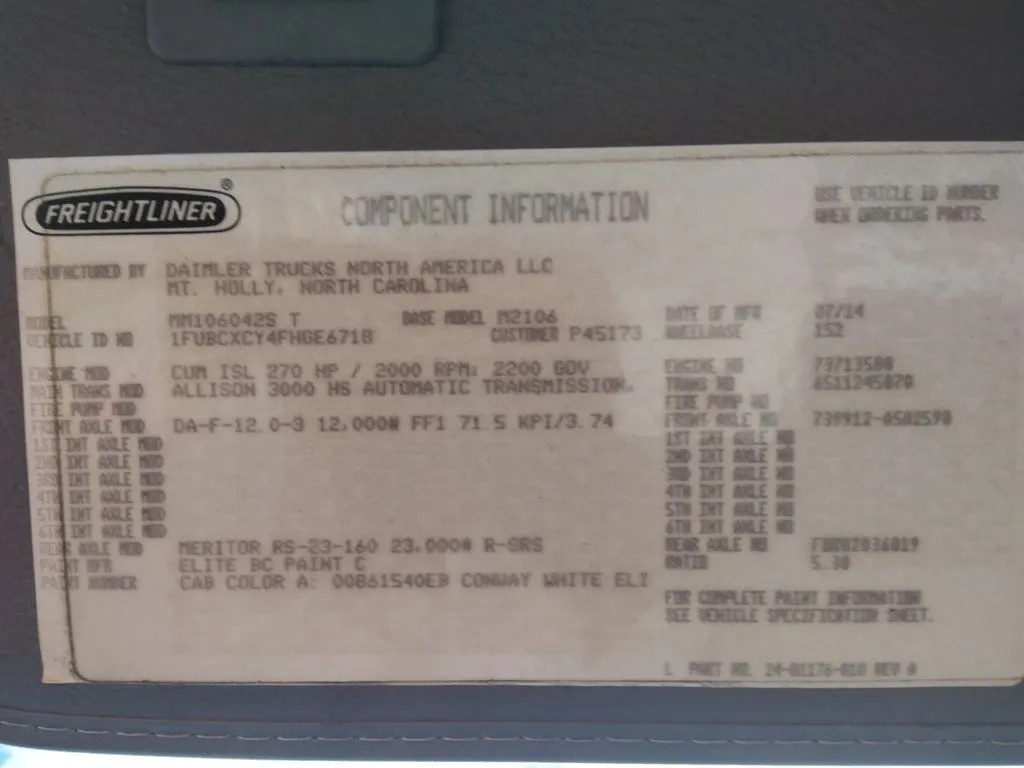 FREIGHTLINER ®
COMPONENT INFORMATION
USE VEHICLE ID NUMBER
WHEN ORDERING PARTS.
MANUFACTURED BY DAIMLER TRUCKS NORTH AMERICA LLC
MT. HOLLY, NORTH CAROLINA
MODEL MM106042S T BASE MODEL M2106 DATE OF MFR 07/14
VEHICLE ID NO CUSTOMER P45173 WHEELBASE 152
ENGINE MOD CUM ISL 270 HP / 2000 RPM, 2200 GOV ENGINE NO
MAIN TRANS MOD ALLISON 3000 HS AUTOMATIC TRANSMISSION. TRANS NO
FIRE PUMP MOD FIRE PUMP NO
FRONT AXLE MOD DA-F-12.0-3 12,000# FF1 71.5 KPI/3.74 FRONT AXLE NO
1ST INT AXLE MOD 1ST INT AXLE NO
2ND INT AXLE MOD 2ND INT AXLE NO
3RD INT AXLE MOD 3RD INT AXLE NO
4TH INT AXLE MOD 4TH INT AXLE NO
5TH INT AXLE MOD 5TH INT AXLE NO
6TH INT AXLE MOD 6TH INT AXLE NO
REAR AXLE MOD MERITOR RS-23-160 23,000# R-SRS REAR AXLE NO
PAINT MFR ELITE BC PAINT C RATIO
PAINT NUMBER CAB COLOR A: 00861540EB CONWAY WHITE ELI
FOR COMPLETE PAINT INFORMATION
SEE VEHICLE SPECIFICATION SHEET.
L PART NO. 24-01176-010 REV A